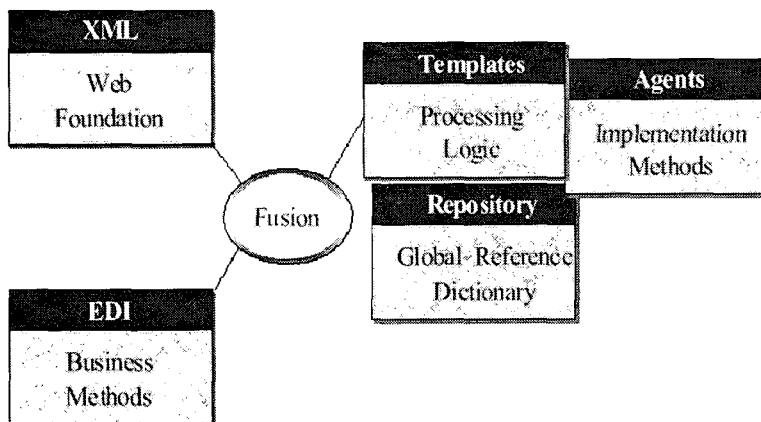 XML
Web
Foundation
Templates
Processing
Logic
Agents
Implementation
Methods
Fusion
Repository
Global Reference
Dictionary
EDI
Business
Methods